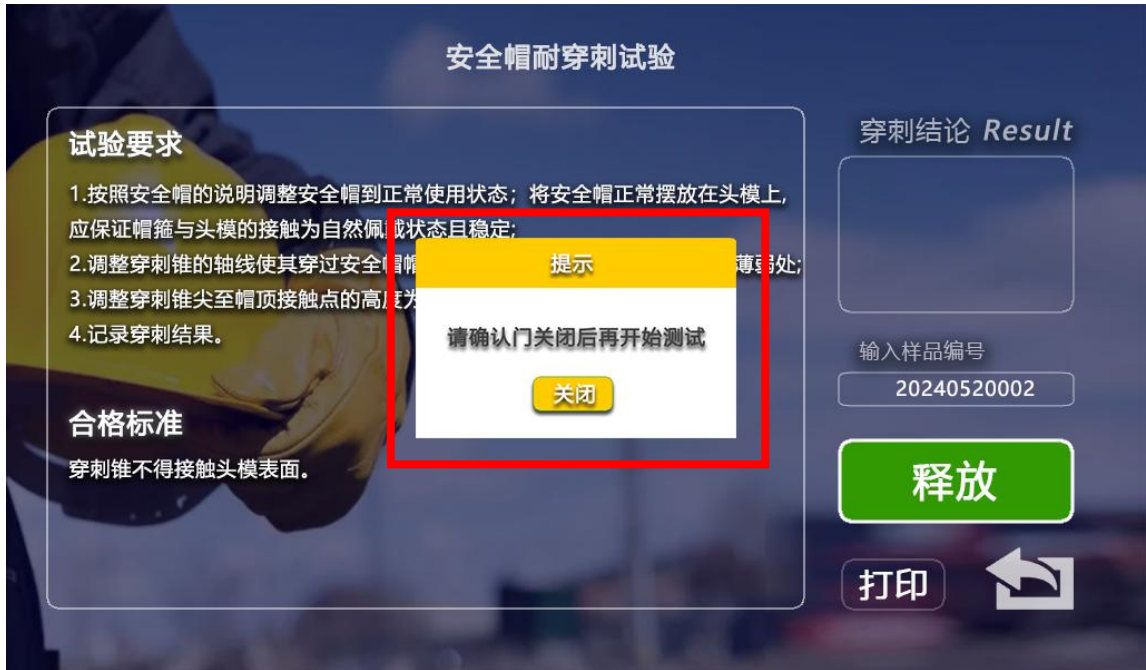 安全帽耐穿刺试验
试验要求
1.按照安全帽的说明调整安全帽到正常使用状态；将安全帽正常摆放在头模上，
应保证帽箍与头模的接触为自然佩戴状态且稳定;
2.调整穿刺锥的轴线使其穿过安全帽帽 薄弱处;
3.调整穿刺锥尖至帽顶接触点的高度为
4.记录穿刺结果。
合格标准
穿刺锥不得接触头模表面。
提示
请确认门关闭后再开始测试
关闭
穿刺结论 Result
输入样品编号
20240520002
释放
打印